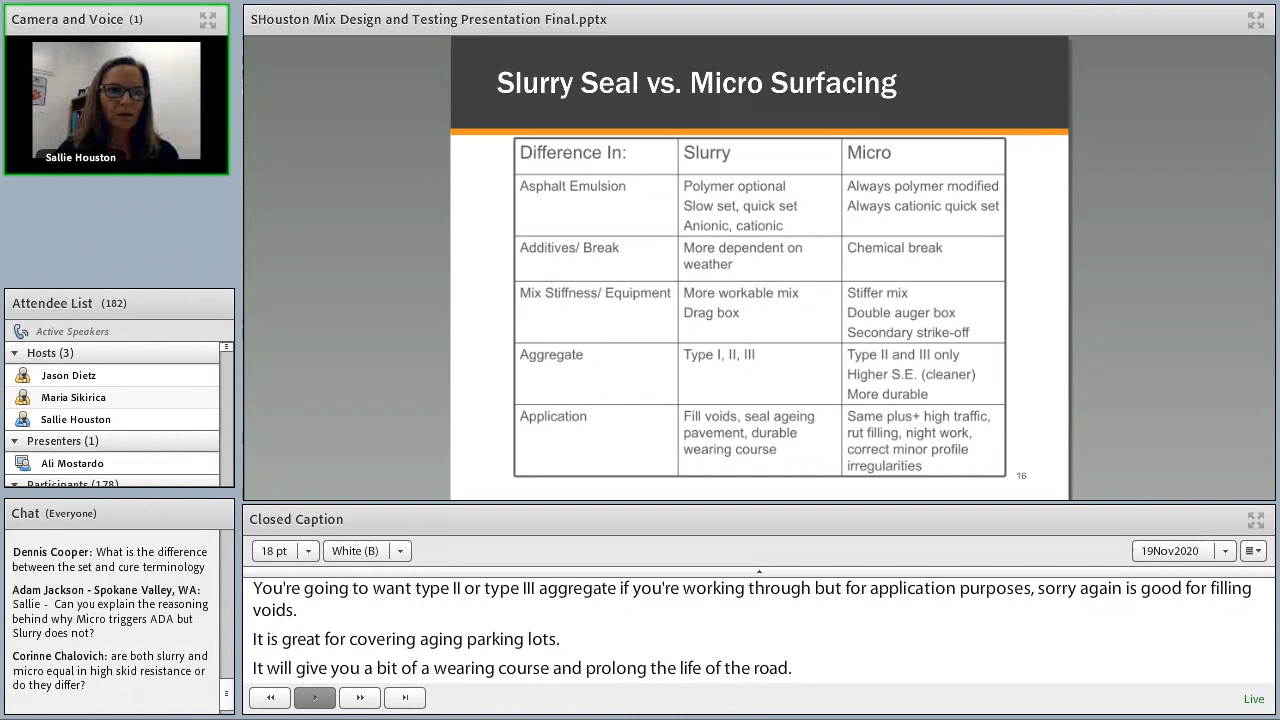 Camera and Voice (1)
Sallie Houston
Attendee List (182)
Active Speakers
Hosts (3)
Jason Dietz
Maria Sikirica
Sallie Houston
Presenters (1)
Ali Mostardo
Participants (178)
Chat (Everyone)
Dennis Cooper: What is the difference
between the set and cure terminology
Adam Jackson - Spokane Valley, WA:
Sallie - Can you explain the reasoning
behind why Micro triggers ADA but
Slurry does not?
Corinne Chalovich: are both slurry and
micro equal in high skid resistance or
do they differ?
SHouston Mix Design and Testing Presentation Final.pptx
Slurry Seal vs. Micro Surfacing
Difference In:
Slurry
Micro
Asphalt Emulsion
Polymer optional
Slow set, quick set
Anionic, cationic
Always polymer modified
Always cationic quick set
Additives/ Break
More dependent on
weather
Chemical break
Mix Stiffness/ Equipment
More workable mix
Drag box
Stiffer mix
Double auger box
Secondary strike-off
Aggregate
Type I, II, III
Type II and III only
Higher S.E. (cleaner)
More durable
Application
Fill voids, seal ageing
pavement, durable
wearing course
Same plus+ high traffic,
rut filling, night work,
correct minor profile
irregularities
16
Closed Caption
18 pt
White (B)
19Nov2020
You're going to want type II or type III aggregate if you're working through but for application purposes, sorry again is good for filling
voids.
It is great for covering aging parking lots.
It will give you a bit of a wearing course and prolong the life of the road.
Live